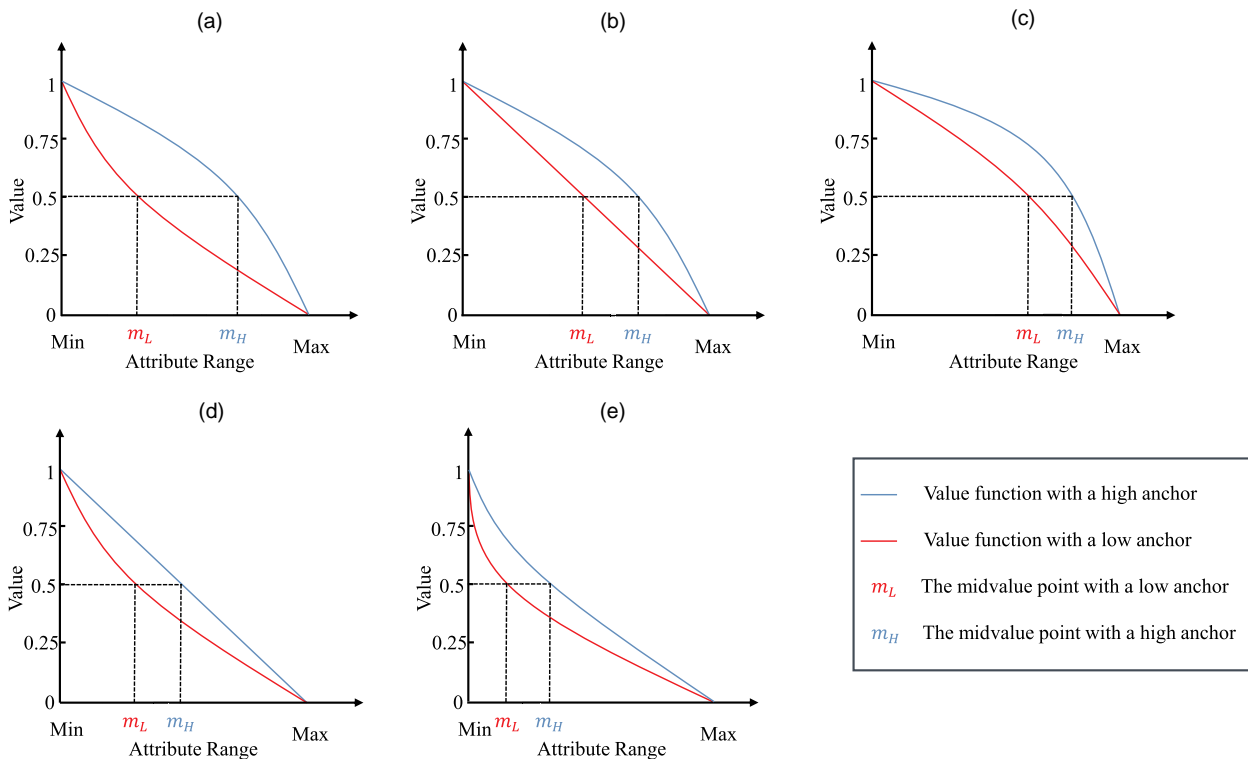 (a)
1
0.75
0.5
0.25
0
Value
Min
m_L
m_H
Max
Attribute Range
(b)
1
0.75
0.5
0.25
0
Value
Min
m_L
m_H
Max
Attribute Range
(c)
1
0.75
0.5
0.25
0
Value
Min
m_L
m_H
Max
Attribute Range
(d)
1
0.75
0.5
0.25
0
Value
Min
m_L
m_H
Max
Attribute Range
(e)
1
0.75
0.5
0.25
0
Value
Min
m_L
m_H
Max
Attribute Range
Value function with a high anchor
Value function with a low anchor
m_L The midvalue point with a low anchor
m_H The midvalue point with a high anchor